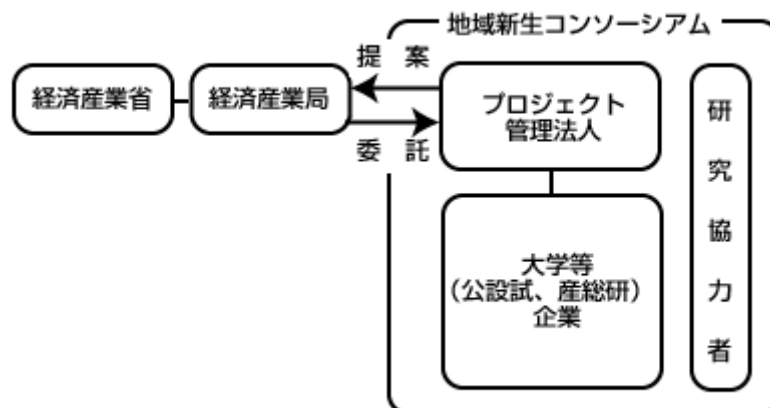 地域新生コンソーシアム
提案
経済産業省
経済産業局
プロジェクト
管理法人
委託
大学等
（公設試、産総研）
企業
研究協力者